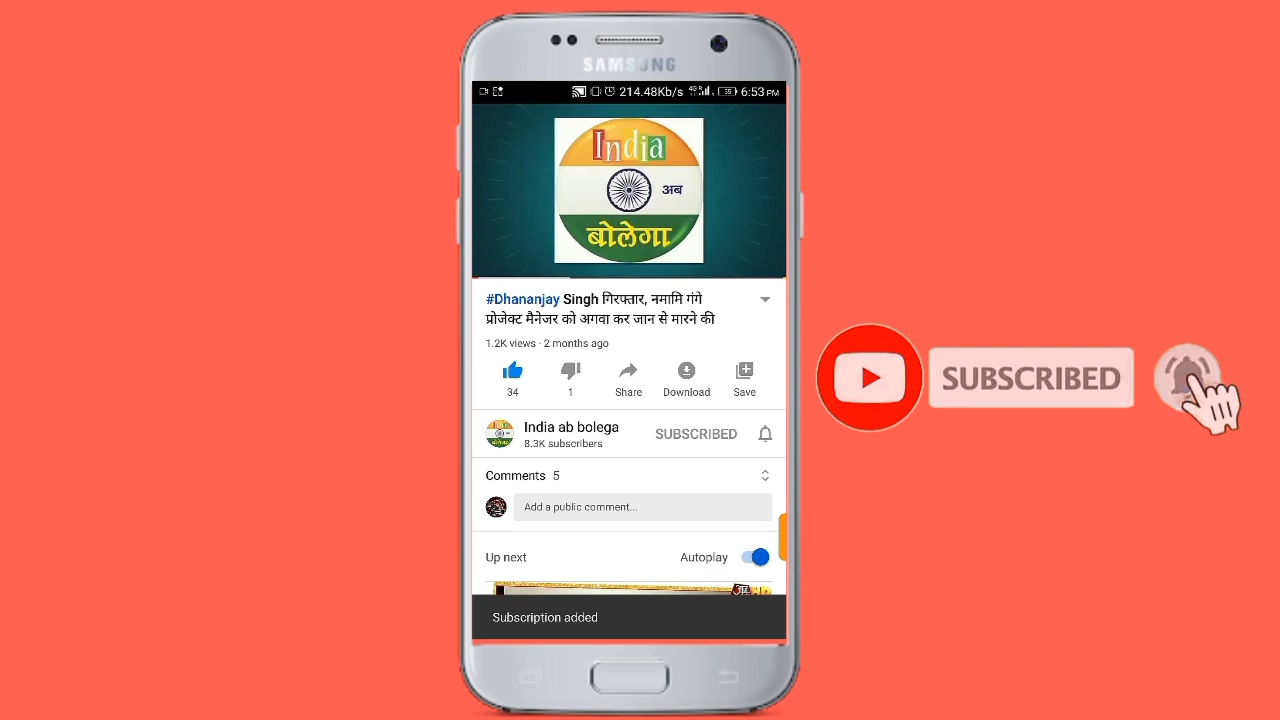 SAMSUNG
214.48Kb/s 4G 35 6:53 PM
India
अब
बोलेगा
#Dhananjay Singh गिरफ्तार, नमामि गंगे
प्रोजेक्ट मैनेजर को अगवा कर जान से मारने की
1.2K views · 2 months ago
34 1 Share Download Save
India ab bolega
8.3K subscribers
SUBSCRIBED
Comments 5
Add a public comment...
Up next Autoplay
Subscription added
SUBSCRIBED